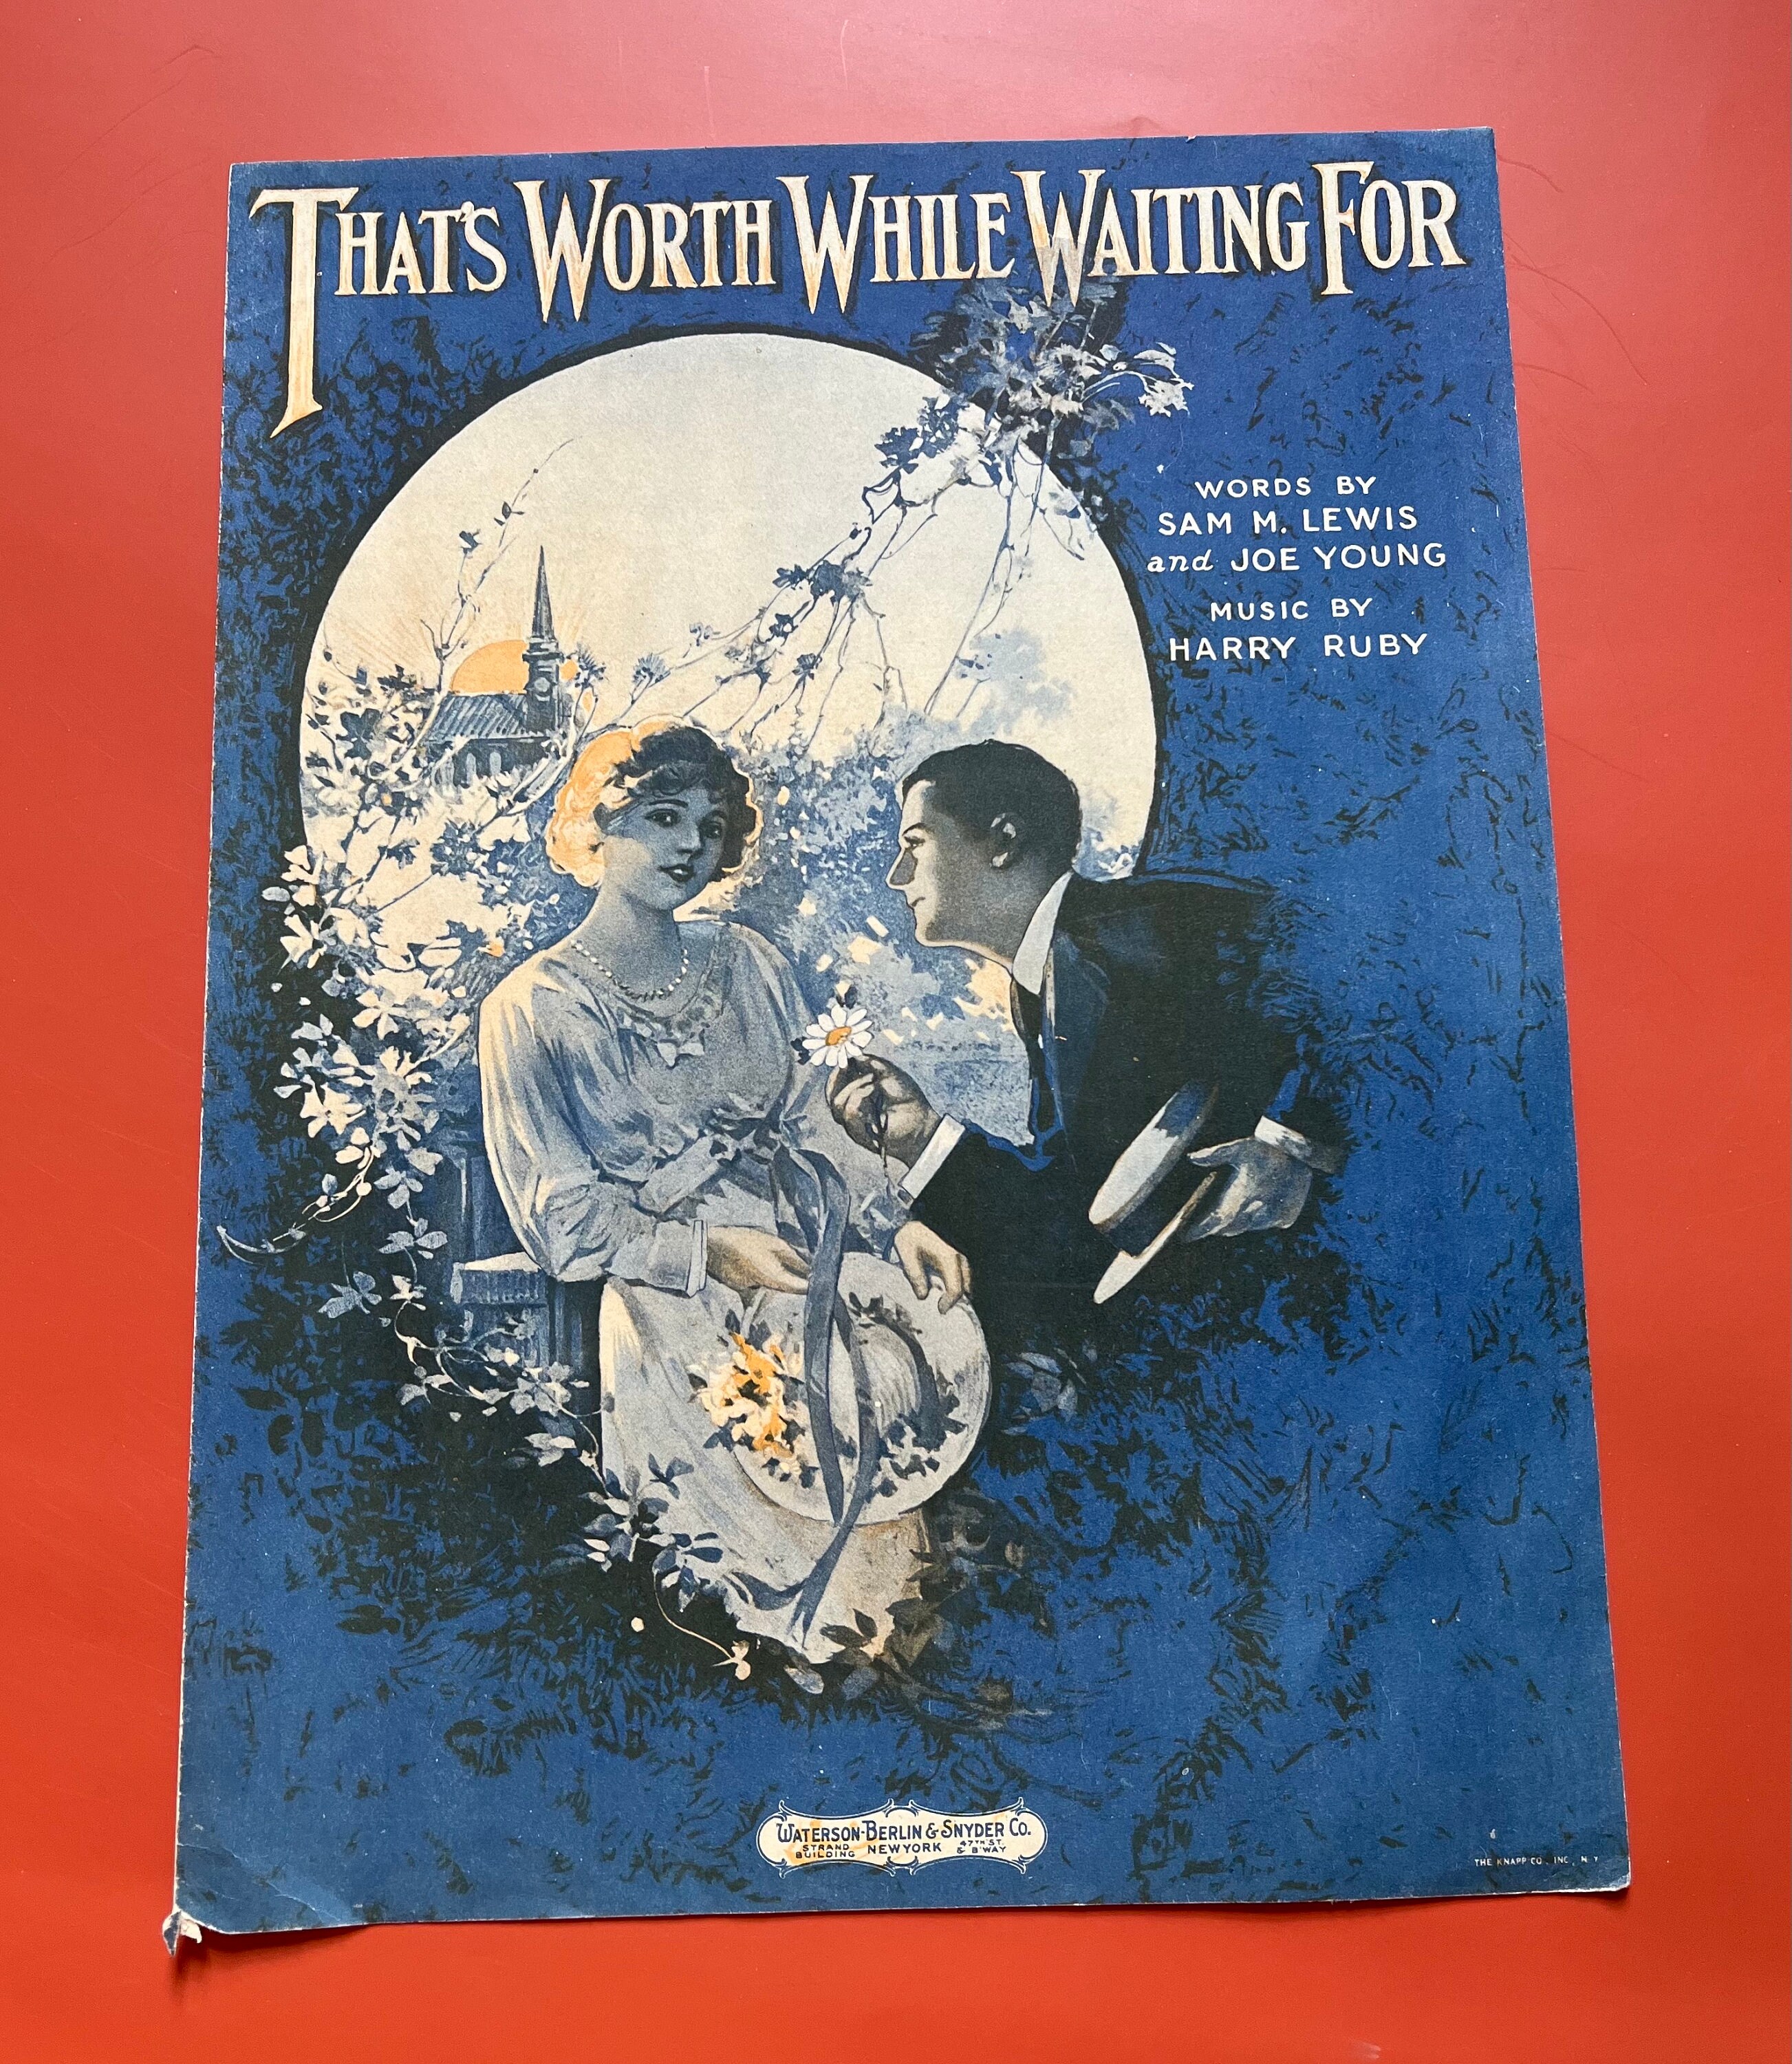 THAT'S WORTH WHILE WAITING FOR
WORDS BY
SAM M. LEWIS
and JOE YOUNG
MUSIC BY
HARRY RUBY
WATERSON-BERLIN & SNYDER CO.
STRAND BUILDING NEW YORK 47TH ST. & B'WAY
THE KNAPP CO., INC., N.Y.